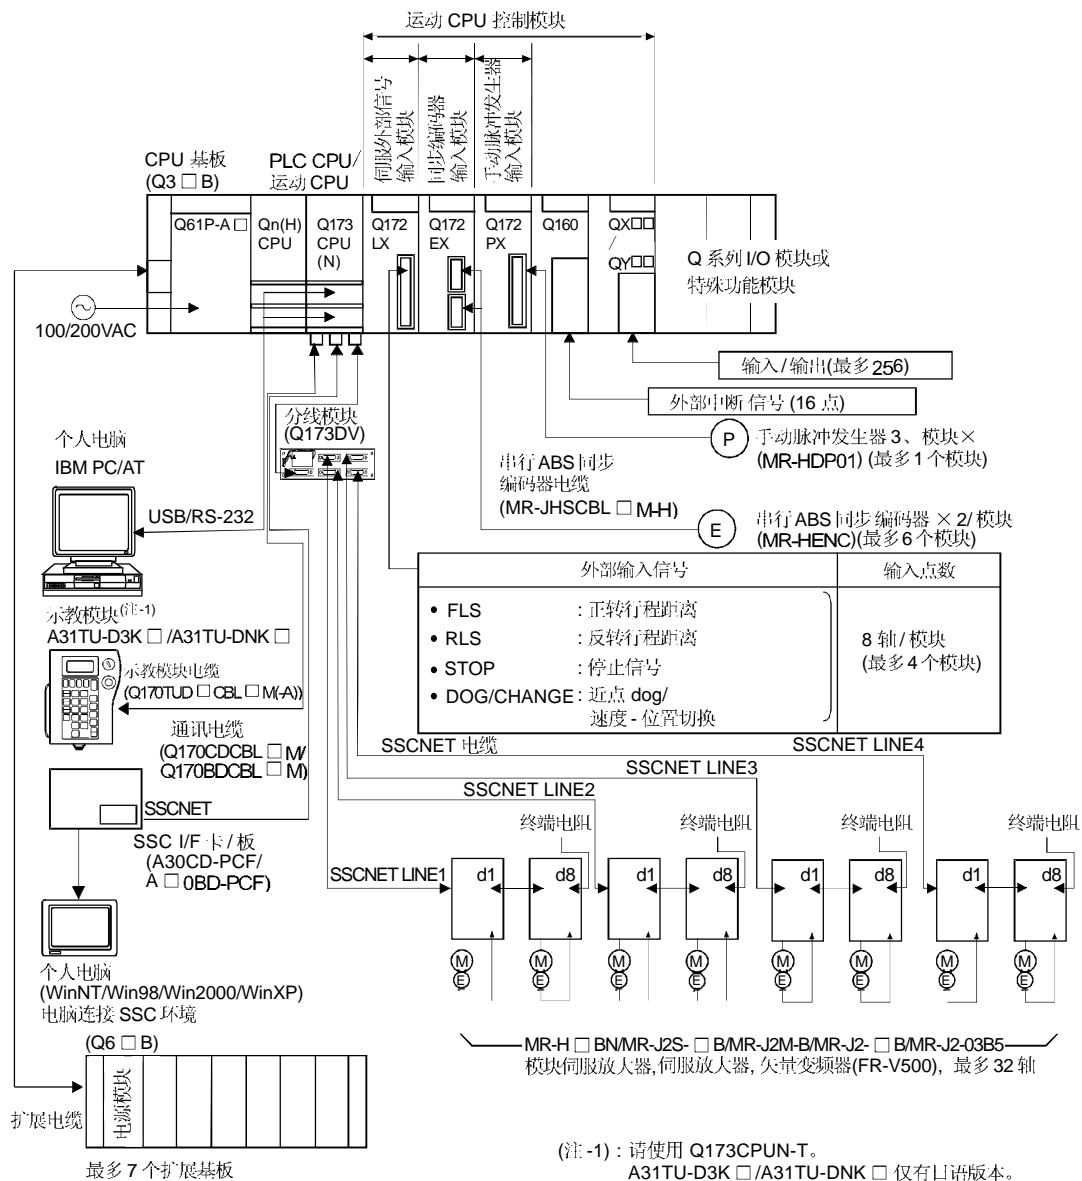 运动 CPU 控制模块
伺服外部信号
输入模块
同步编码器
输入模块
手动脉冲发生器
输入模块
CPU 基板
(Q3 □ B)
PLC CPU/
运动 CPU
Q61P-A □
Qn(H)
CPU
Q173
CPU
(N)
Q172
LX
Q172
EX
Q172
PX
Q160
QX□□
/
QY□□
Q 系列 I/O 模块或
特殊功能模块
100/200VAC
输入 / 输出(最多 256)
外部中断 信号 (16 点)
分线模块
(Q173DV)
P
手动脉冲发生器 3、模块×
(MR-HDP01) (最多 1 个模块)
个人电脑
IBM PC/AT
串行 ABS 同步
编码器电缆
(MR-JHSCBL □ M-H)
USB/RS-232
E
串行 ABS 同步 编码器 × 2/ 模块
(MR-HENC)(最多 6 个模块)
外部输入信号
输入点数
• FLS : 正转行程距离
• RLS : 反转行程距离
• STOP : 停止信号
• DOG/CHANGE : 近点 dog/
速度 - 位置切换
8 轴 / 模块
(最多 4 个模块)
示教模块(注-1)
A31TU-D3K □ /A31TU-DNK □
示教模块电缆
(Q170TUD □ CBL □ M(-A))
通讯电缆
(Q170CDCBL □ M/
Q170BDCBL □ M)
SSCNET 电缆
SSCNET LINE4
SSCNET LINE3
SSCNET LINE2
SSCNET
SSC I/F 卡 / 板
(A30CD-PCF/
A □ 0BD-PCF)
终端电阻
终端电阻
终端电阻
终端电阻
SSCNET LINE1
d1
d8
d1
d8
d1
d8
d1
d8
M
E
M
E
M
E
M
E
M
E
M
E
M
E
M
E
个人电脑
(WinNT/Win98/Win2000/WinXP)
电脑连接 SSC 环境
(Q6 □ B)
MR-H □ BN/MR-J2S- □ B/MR-J2M-B/MR-J2- □ B/MR-J2-03B5
模块伺服放大器,伺服放大器, 矢量变频器(FR-V500)，最多 32 轴
电源模块
扩展电缆
最多 7 个扩展基板
(注 -1) : 请使用 Q173CPUN-T。
A31TU-D3K □ /A31TU-DNK □ 仅有日语版本。